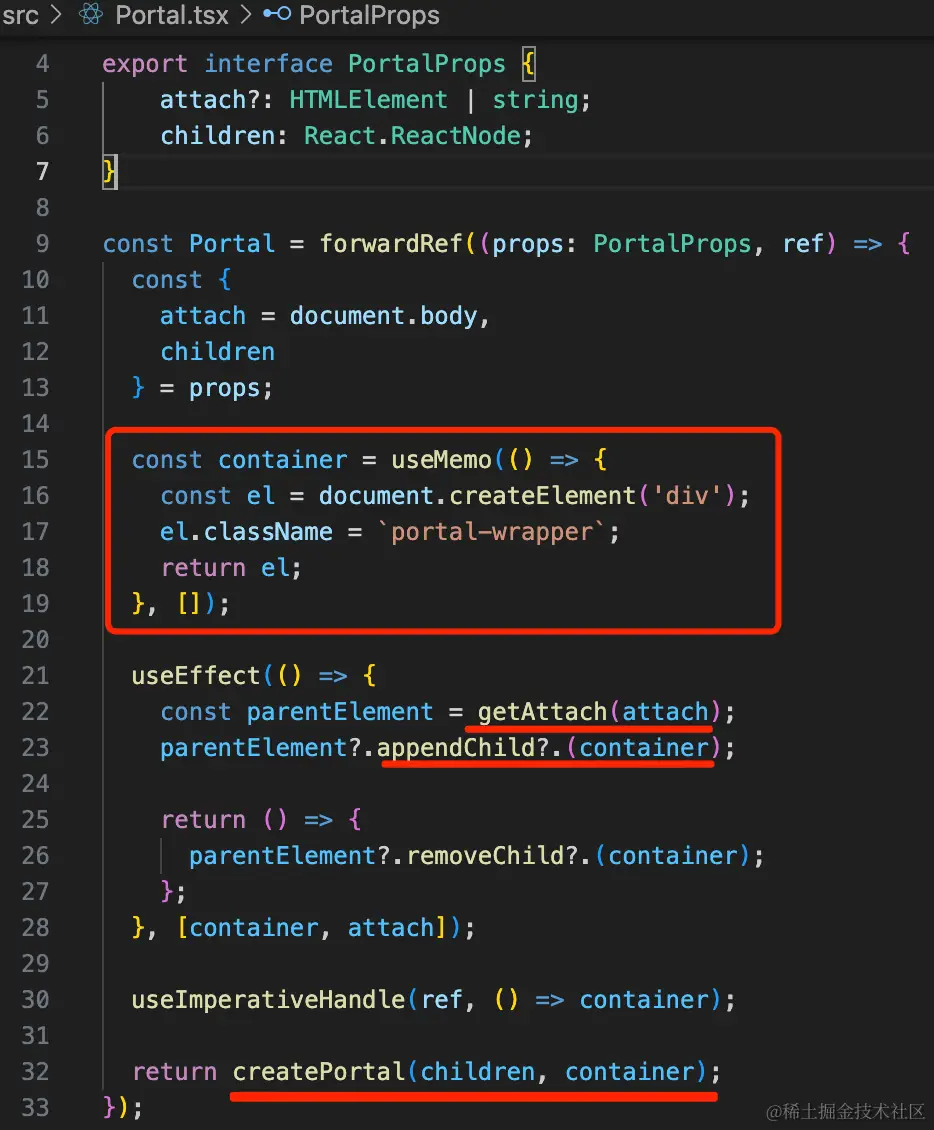 src > Portal.tsx > PortalProps
4 export interface PortalProps {
5     attach?: HTMLElement | string;
6     children: React.ReactNode;
7 }
8
9 const Portal = forwardRef((props: PortalProps, ref) => {
10   const {
11     attach = document.body,
12     children
13   } = props;
14
15   const container = useMemo(() => {
16     const el = document.createElement('div');
17     el.className = `portal-wrapper`;
18     return el;
19   }, []);
20
21   useEffect(() => {
22     const parentElement = getAttach(attach);
23     parentElement?.appendChild?.(container);
24
25     return () => {
26       parentElement?.removeChild?.(container);
27     };
28   }, [container, attach]);
29
30   useImperativeHandle(ref, () => container);
31
32   return createPortal(children, container);
33 });
@稀土掘金技术社区